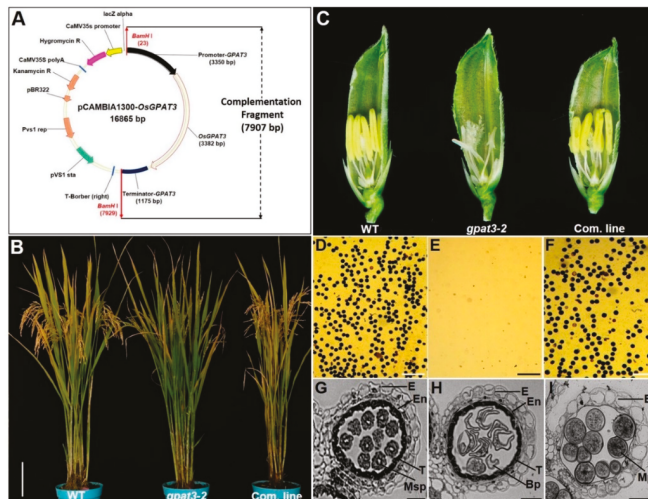 A
lacZ alpha
CaMV35s promoter
BamH I
(23)
Hygromycin R
Promoter-GPAT3
(3350 bp)
CaMV35S polyA
Kanamycin R
pBR322
pCAMBIA1300-OsGPAT3
16865 bp
Complementation
Fragment
(7907 bp)
Pvs1 rep
OsGPAT3
(3382 bp)
pVS1 sta
T-Borber (right)
Terminator-GPAT3
(1175 bp)
BamH I
(7929)
C
WT
gpat3-2
Com. line
B
WT
gpat3-2
Com. line
D
E
F
G
E
En
T
Msp
H
E
En
T
Bp
I
E